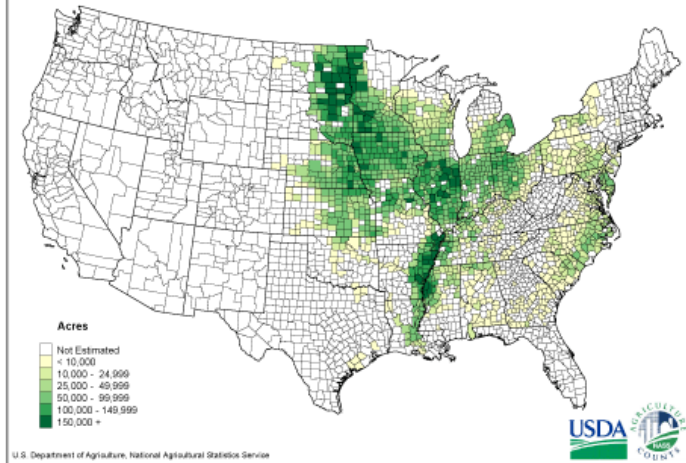 Acres
Not Estimated
< 10,000
10,000 - 24,999
25,000 - 49,999
50,000 - 99,999
100,000 - 149,999
150,000 +
U.S. Department of Agriculture, National Agricultural Statistics Service
USDA
AGRICULTURE
NASS
COUNTS